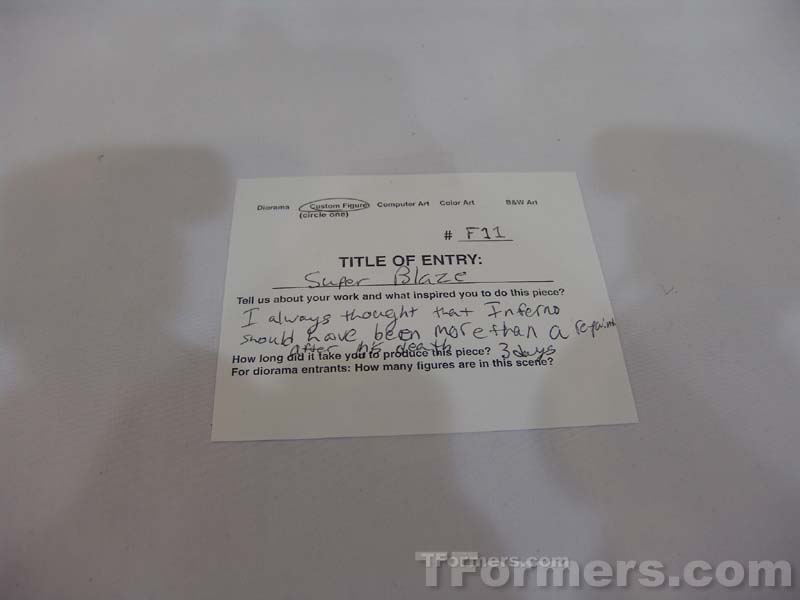 Diorama Custom Figure Computer Art Color Art B&W Art
(circle one)
# F11
TITLE OF ENTRY:
Super Blaze
Tell us about your work and what inspired you to do this piece?
I always thought that Inferno
should have been more than a repaint
after his death
How long did it take you to produce this piece? 3 days
For diorama entrants: How many figures are in this scene?
TFormers.com
TFormers.com